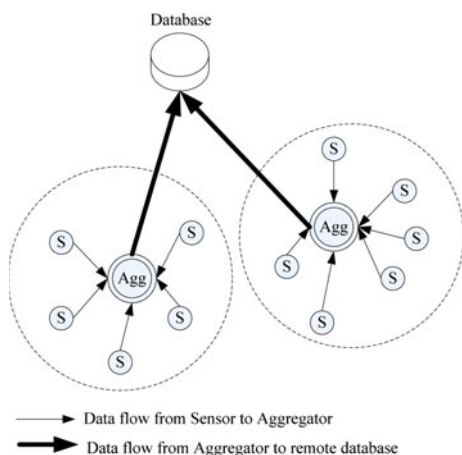 Database
S
S
S
Agg
S
S
S
Agg
S
S
S
S
S
Data flow from Sensor to Aggregator
Data flow from Aggregator to remote database